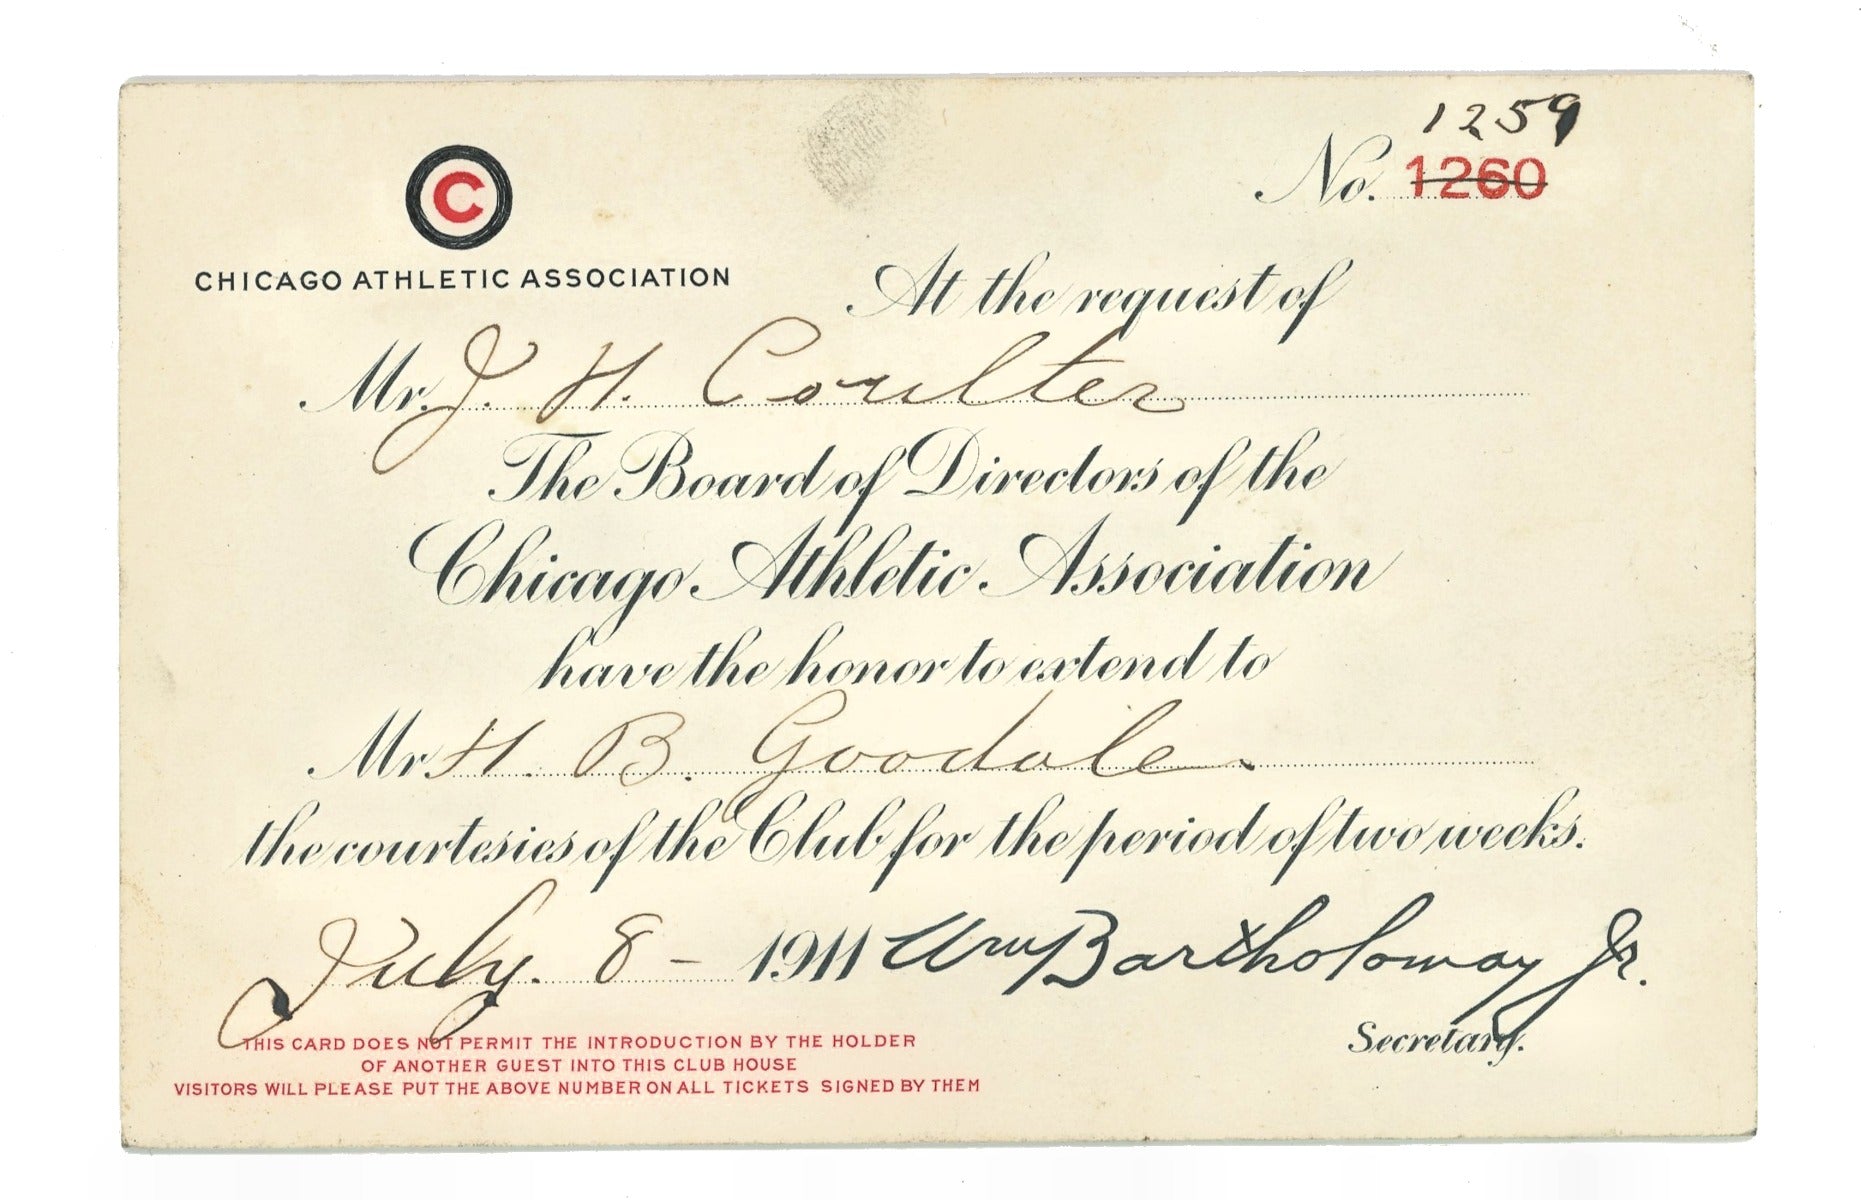 C
CHICAGO ATHLETIC ASSOCIATION
1259
No. 1260
At the request of
Mr. J. H. Coulter
The Board of Directors of the
Chicago Athletic Association
have the honor to extend to
Mr. H. B. Goodale.
the courtesies of the Club for the period of two weeks.
July. 8 - 1911 Wm Bartholomay Jr.
Secretary.
THIS CARD DOES NOT PERMIT THE INTRODUCTION BY THE HOLDER
OF ANOTHER GUEST INTO THIS CLUB HOUSE
VISITORS WILL PLEASE PUT THE ABOVE NUMBER ON ALL TICKETS SIGNED BY THEM